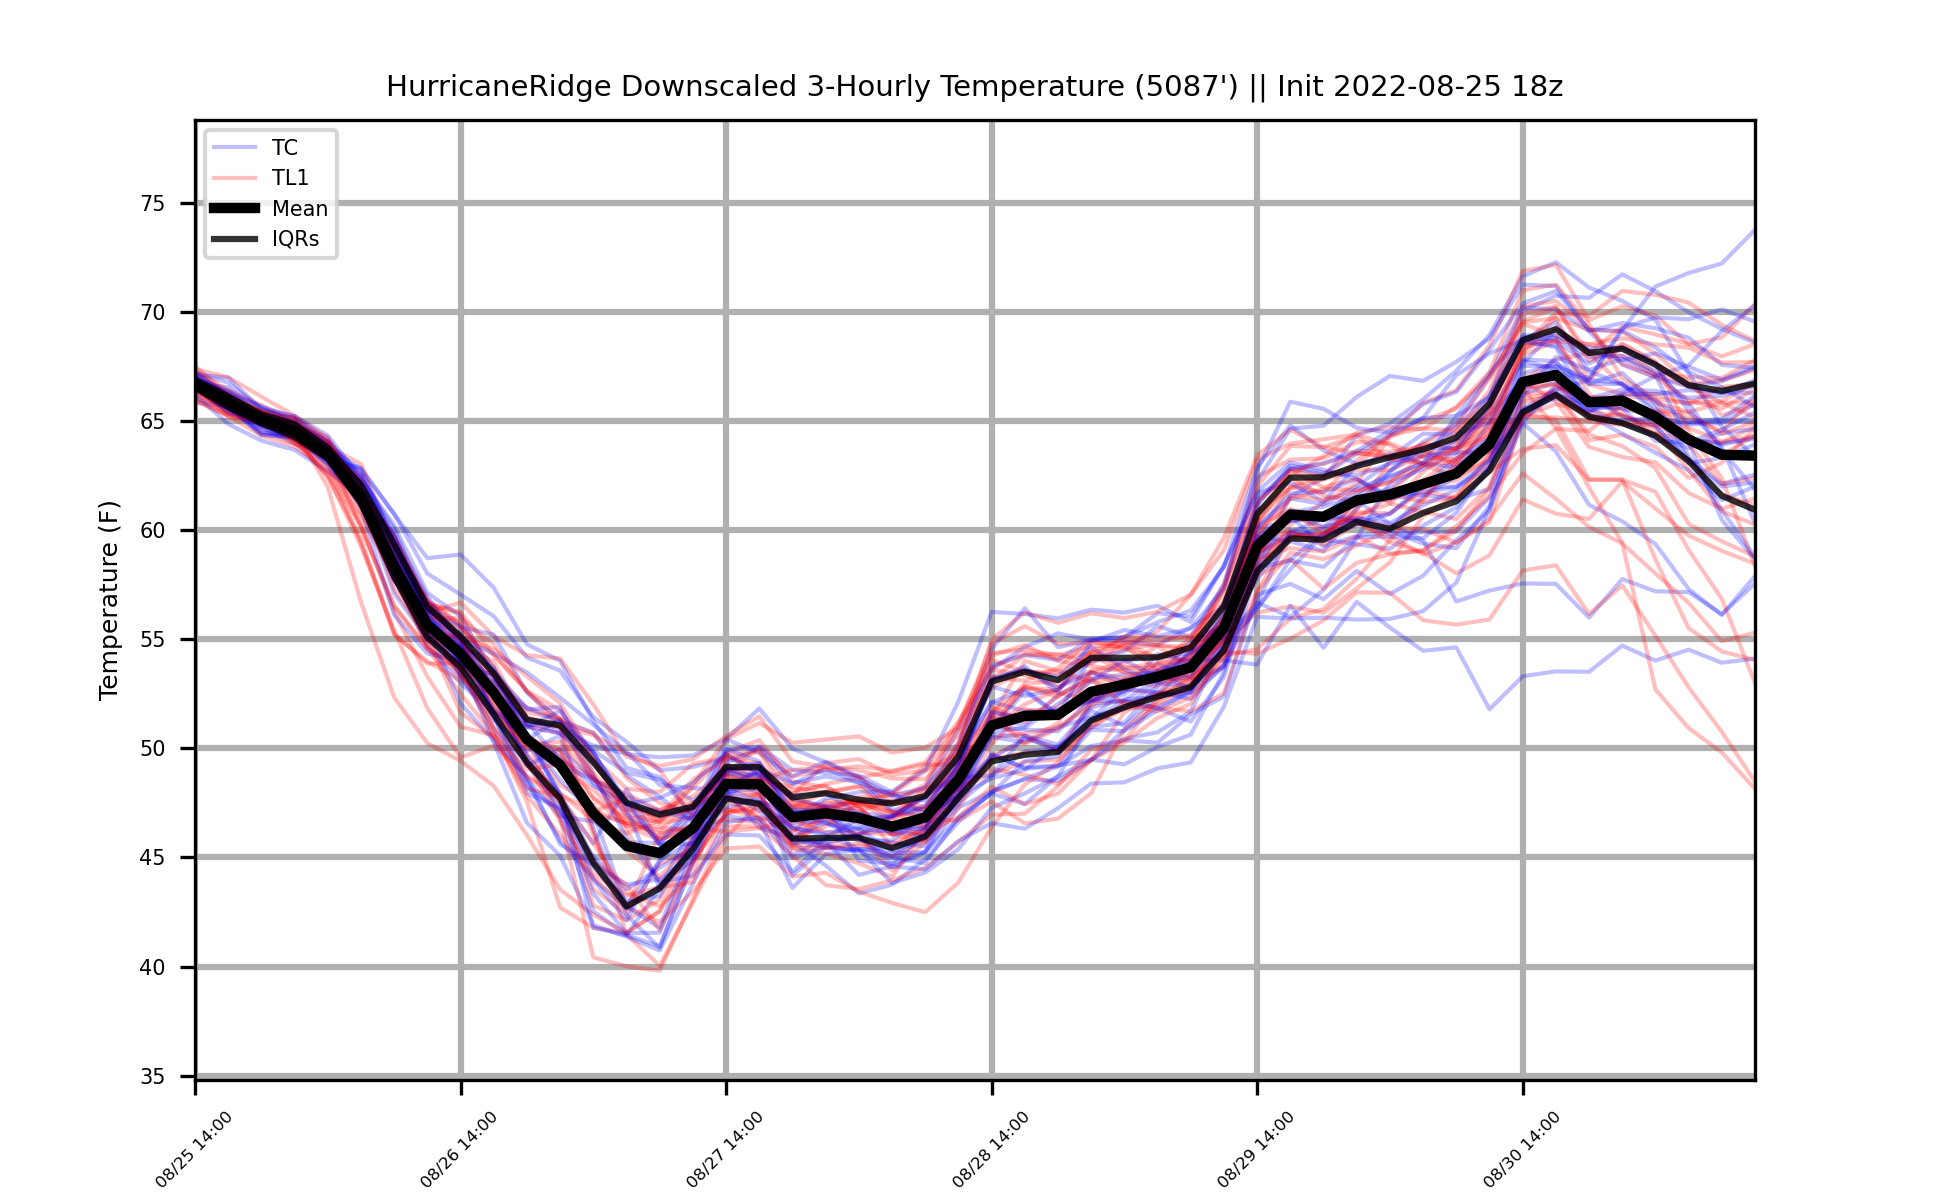 HurricaneRidge Downscaled 3-Hourly Temperature (5087') || Init 2022-08-25 18z
TC
TL1
Mean
IQRs
Temperature (F)
75
70
65
60
55
50
45
40
35
08/25 14:00
08/26 14:00
08/27 14:00
08/28 14:00
08/29 14:00
08/30 14:00